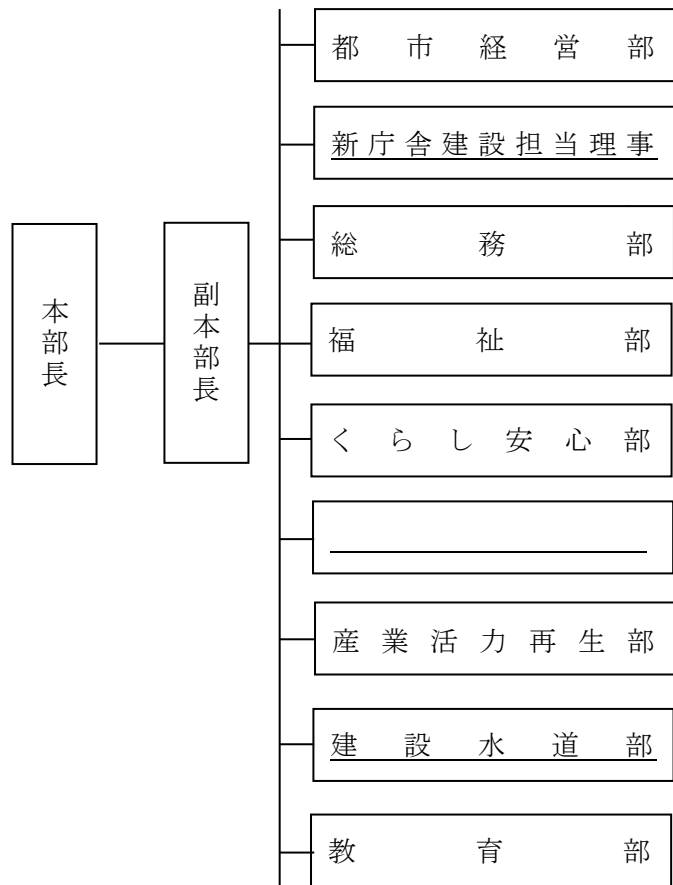 本部長
副本部長
都市経営部
新庁舎建設担当理事
総務部
福祉部
くらし安心部
産業活力再生部
建設水道部
教育部